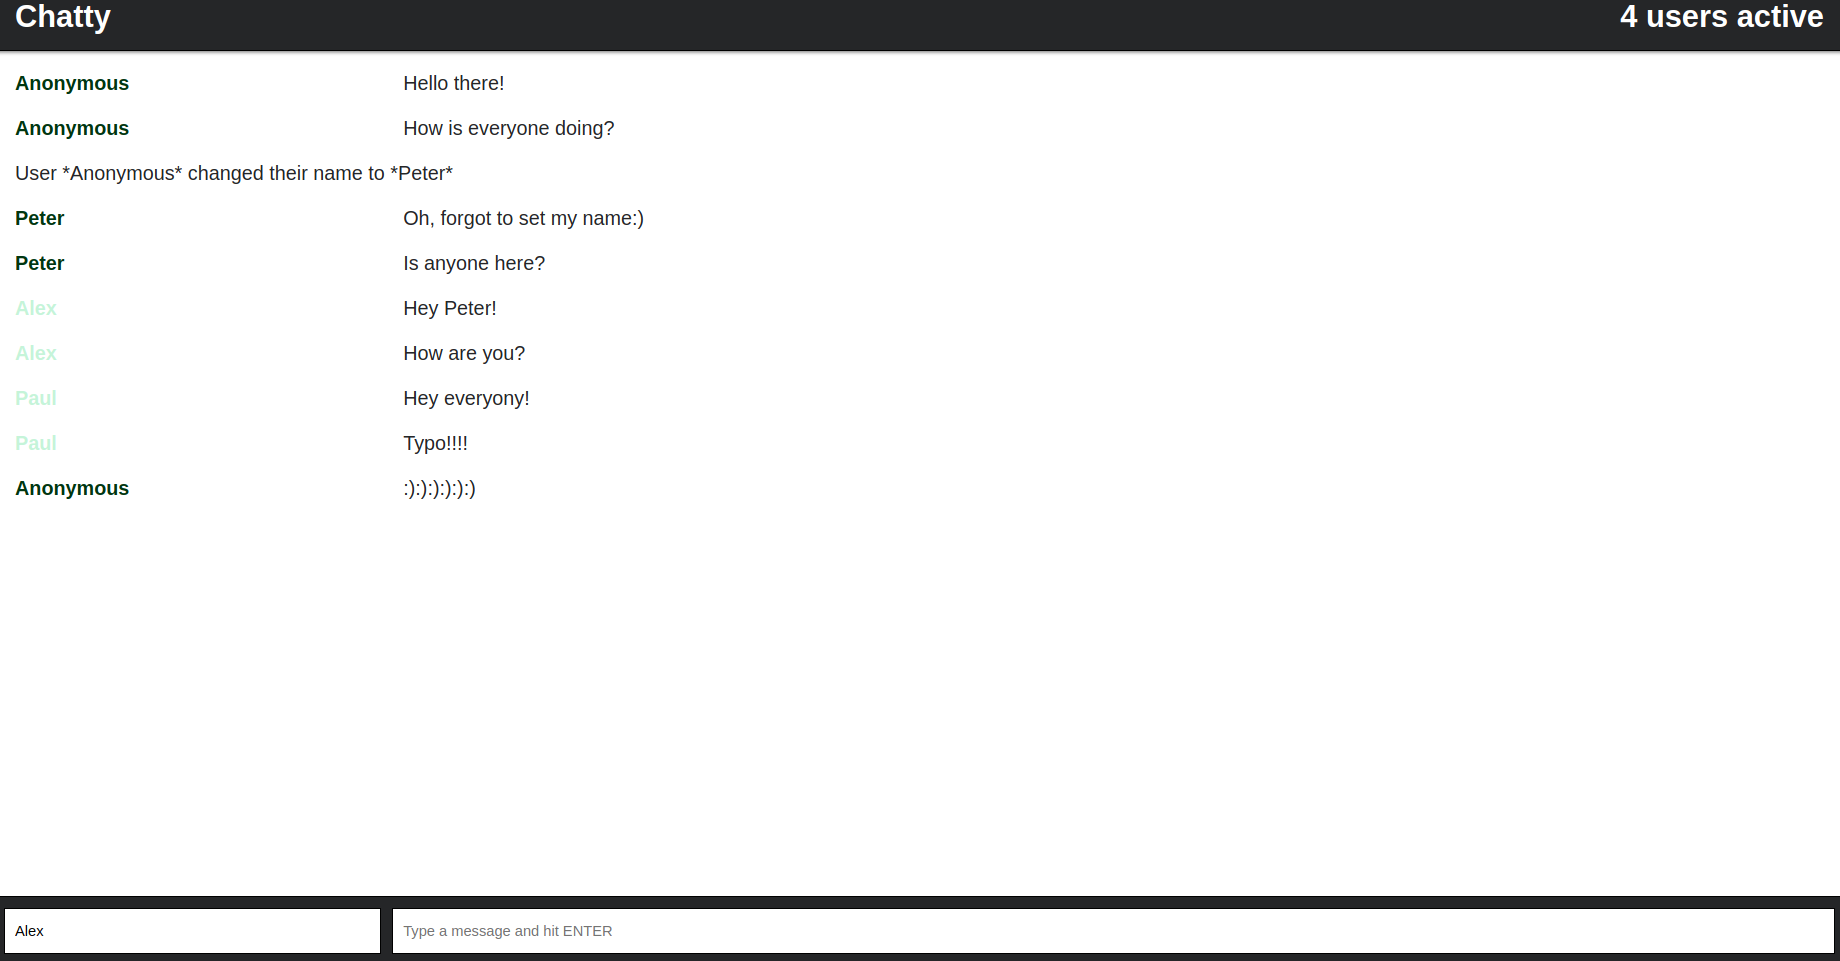 Chatty 4 users active
Anonymous Hello there!
Anonymous How is everyone doing?
User *Anonymous* changed their name to *Peter*
Peter Oh, forgot to set my name:)
Peter Is anyone here?
Alex Hey Peter!
Alex How are you?
Paul Hey everyony!
Paul Typo!!!!
Anonymous :):):):):):)
Alex Type a message and hit ENTER